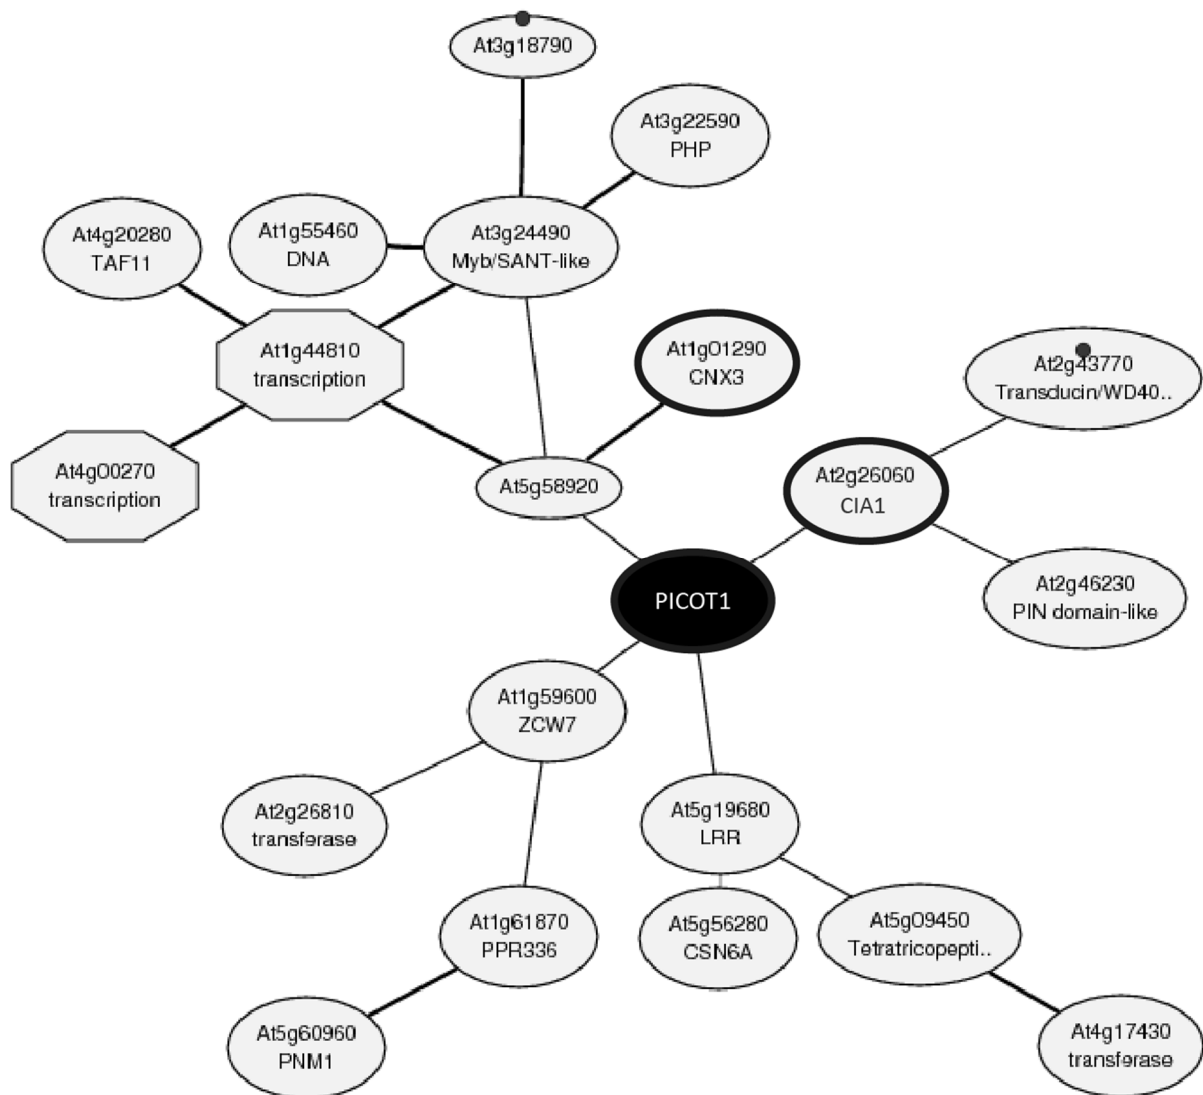 At3g18790
At3g22590
PHP
At4g20280
TAF11
At1g55460
DNA
At3g24490
Myb/SANT-like
At1g44810
transcription
At1g01290
CNX3
At2g43770
Transducin/WD40..
At4g00270
transcription
At5g58920
At2g26060
CIA1
PICOT1
At2g46230
PIN domain-like
At1g59600
ZCW7
At2g26810
transferase
At5g19680
LRR
At1g61870
PPR336
At5g56280
CSN6A
At5g09450
Tetratricopepti..
At5g60960
PNM1
At4g17430
transferase